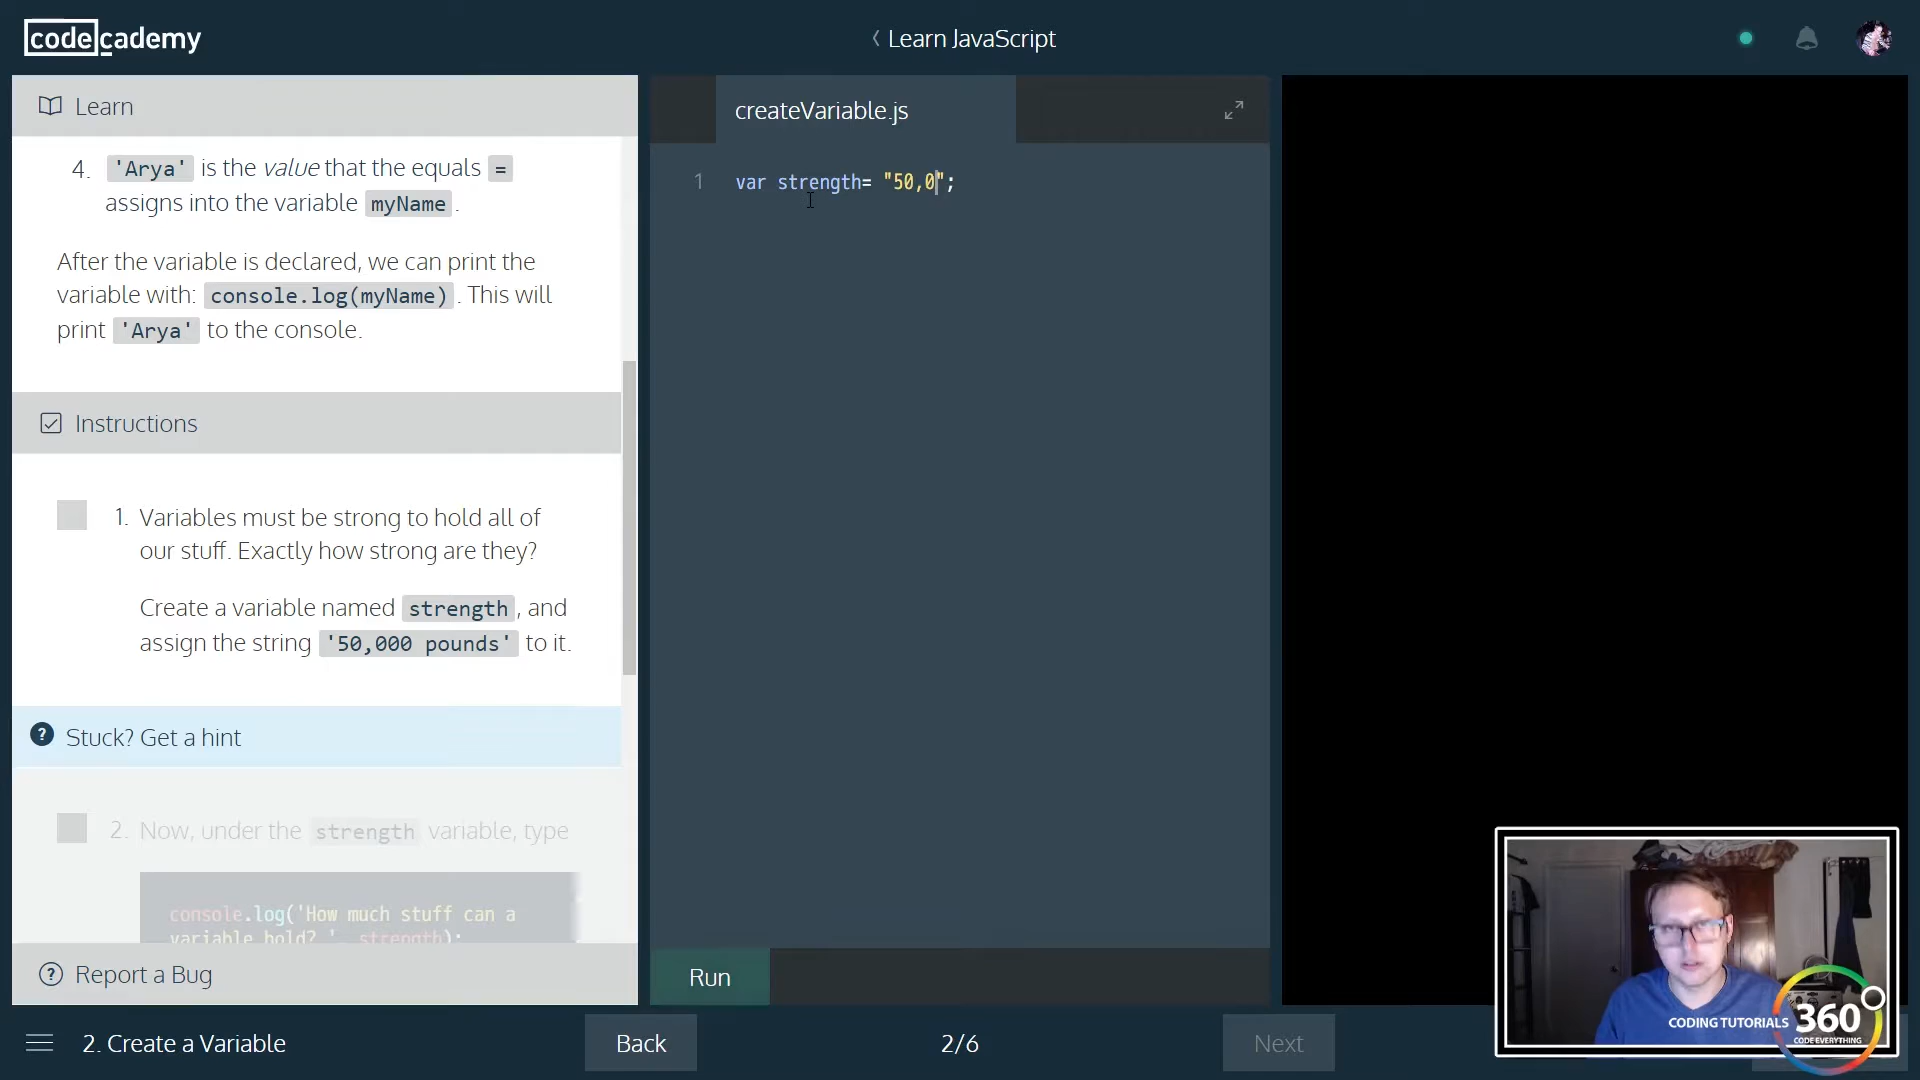 codecademy
Learn JavaScript
Learn
4. 'Arya' is the value that the equals =
assigns into the variable myName .
After the variable is declared, we can print the
variable with: console.log(myName) . This will
print 'Arya' to the console.
Instructions
1. Variables must be strong to hold all of
our stuff. Exactly how strong are they?
Create a variable named strength , and
assign the string '50,000 pounds' to it.
Stuck? Get a hint
2. Now, under the strength variable, type
console.log('How much stuff can a
variable hold? ', strength);
Report a Bug
createVariable.js
1 var strength= "50,0";
Run
2. Create a Variable
Back
2/6
Next
CODING TUTORIALS 360
CODE EVERYTHING